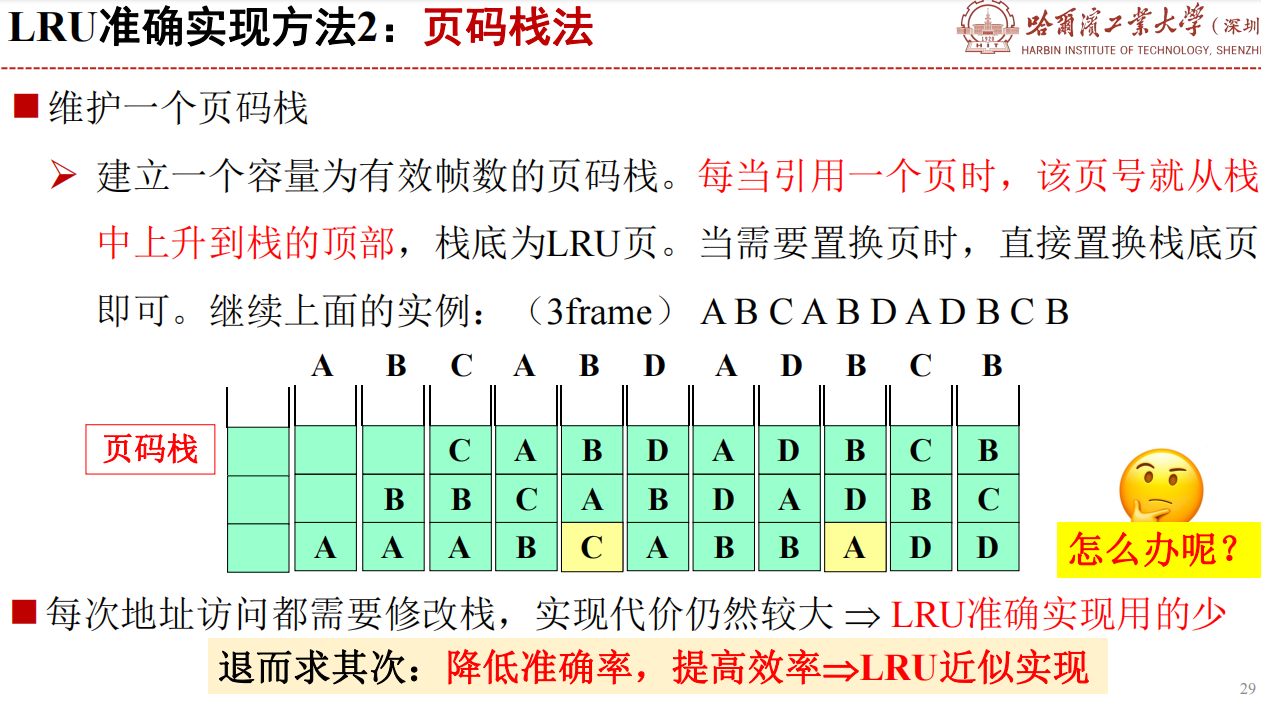 LRU准确实现方法2：页码栈法
哈尔滨工业大学（深圳
HARBIN INSTITUTE OF TECHNOLOGY, SHENZHE
HIT
■维护一个页码栈
➢ 建立一个容量为有效帧数的页码栈。每当引用一个页时，该页号就从栈
中上升到栈的顶部，栈底为LRU页。当需要置换页时，直接置换栈底页
即可。继续上面的实例：（3frame） A B C A B D A D B C B
A B C A B D A D B C B
页码栈
C A B D A D B C B
B B C A B D A D B C
A A A B C A B B A D D
怎么办呢？
■每次地址访问都需要修改栈，实现代价仍然较大 ⇒ LRU准确实现用的少
退而求其次：降低准确率，提高效率⇒LRU近似实现
29